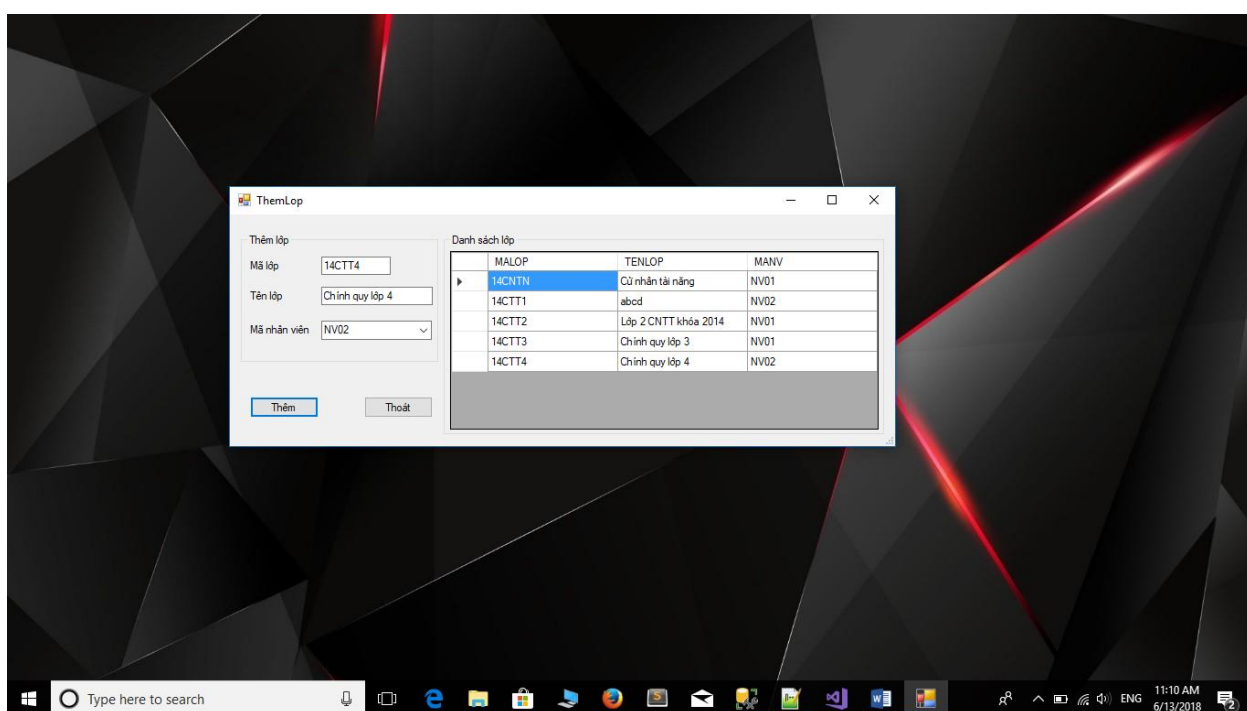 ThemLop
Thêm lớp
Mã lớp 14CTT4
Tên lớp Chính quy lớp 4
Mã nhân viên NV02
Thêm Thoát
Danh sách lớp
MALOP TENLOP MANV
14CNTN Cử nhân tài năng NV01
14CTT1 abcd NV02
14CTT2 Lớp 2 CNTT khóa 2014 NV01
14CTT3 Chính quy lớp 3 NV01
14CTT4 Chính quy lớp 4 NV02
Type here to search
ENG
11:10 AM
6/13/2018
2